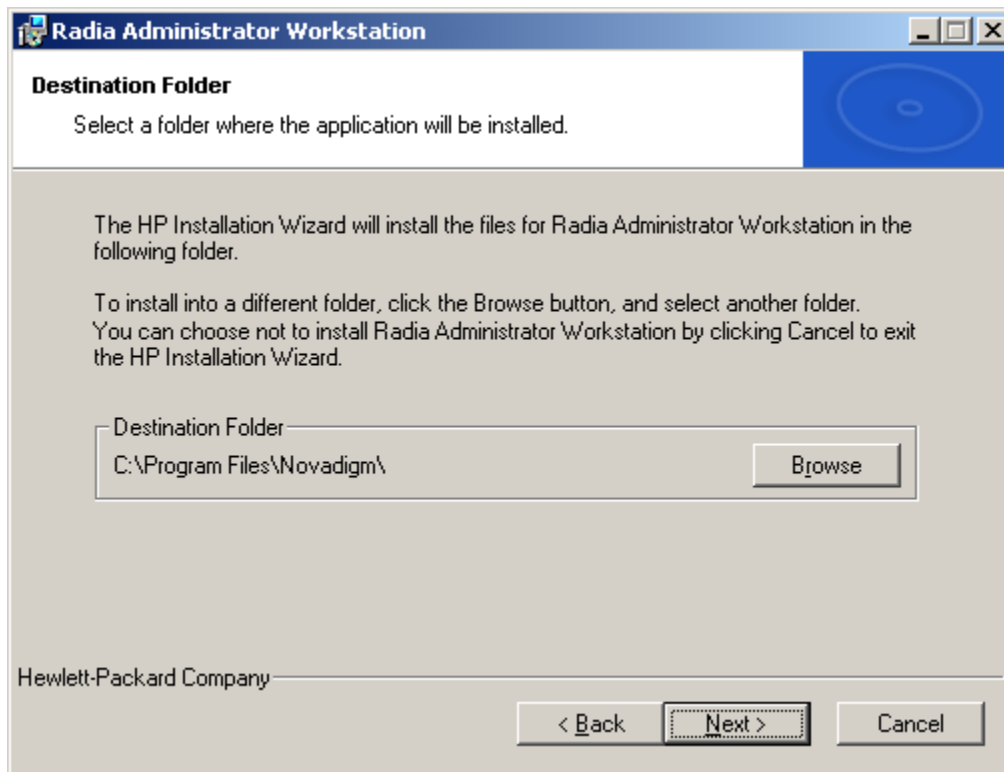 Radia Administrator Workstation
Destination Folder
Select a folder where the application will be installed.
The HP Installation Wizard will install the files for Radia Administrator Workstation in the
following folder.
To install into a different folder, click the Browse button, and select another folder.
You can choose not to install Radia Administrator Workstation by clicking Cancel to exit
the HP Installation Wizard.
Destination Folder
C:\Program Files\Novadigm\
Browse
Hewlett-Packard Company
< Back
Next >
Cancel